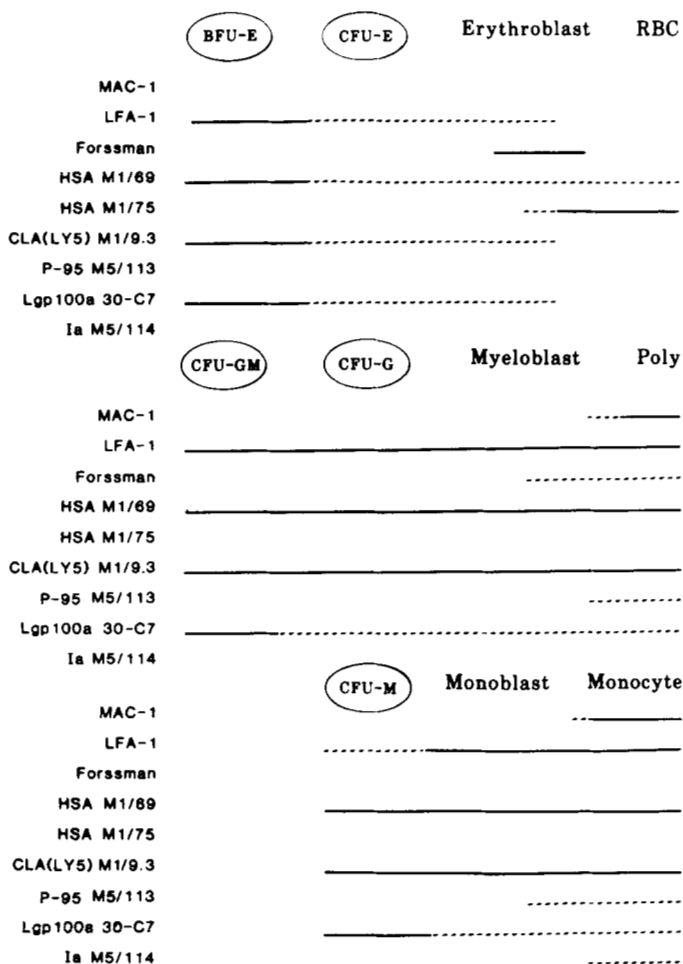 BFU-E CFU-E Erythroblast RBC
MAC-1
LFA-1
Forssman
HSA M1/69
HSA M1/75
CLA(LY5) M1/9.3
P-95 M5/113
Lgp100a 30-C7
Ia M5/114
CFU-GM CFU-G Myeloblast Poly
MAC-1
LFA-1
Forssman
HSA M1/69
HSA M1/75
CLA(LY5) M1/9.3
P-95 M5/113
Lgp100a 30-C7
Ia M5/114
CFU-M Monoblast Monocyte
MAC-1
LFA-1
Forssman
HSA M1/69
HSA M1/75
CLA(LY5) M1/9.3
P-95 M5/113
Lgp100a 30-C7
Ia M5/114